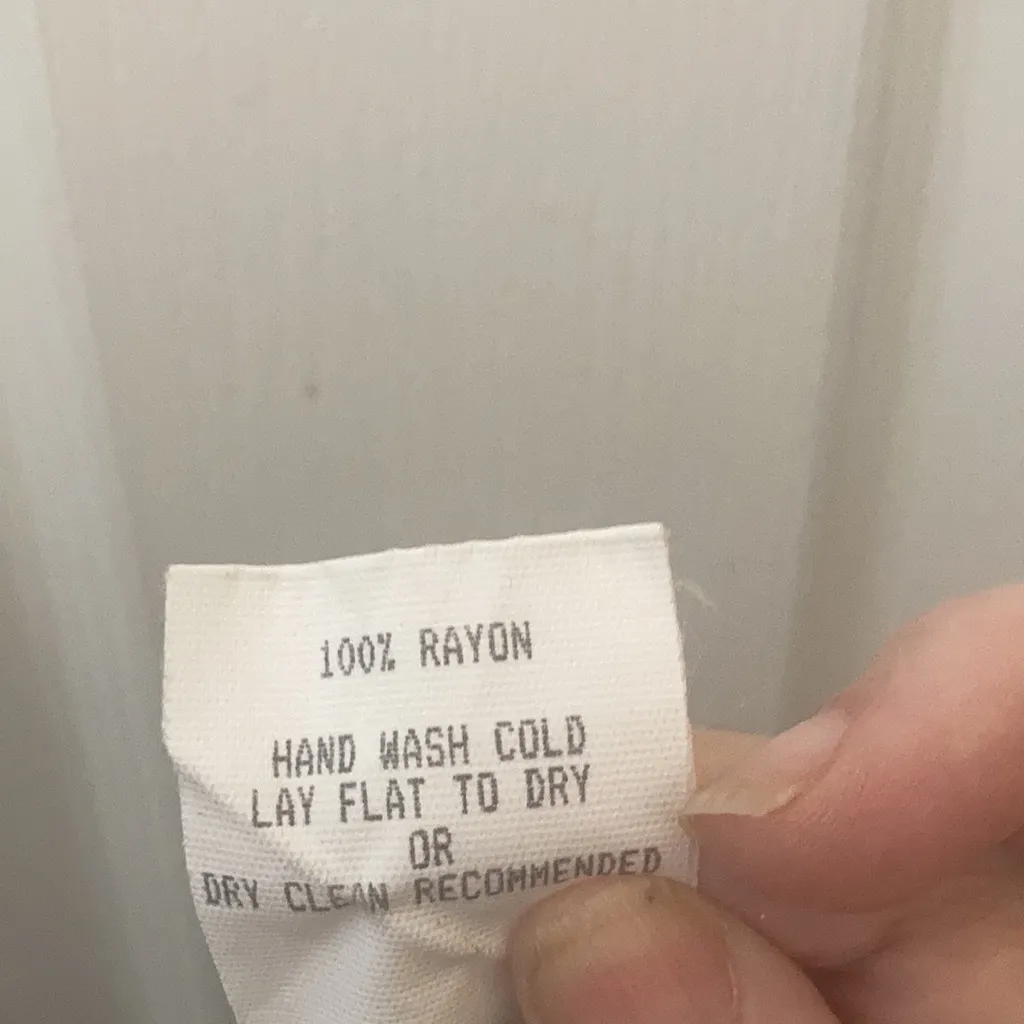 100% RAYON
HAND WASH COLD
LAY FLAT TO DRY
OR
DRY CLEAN RECOMMENDED